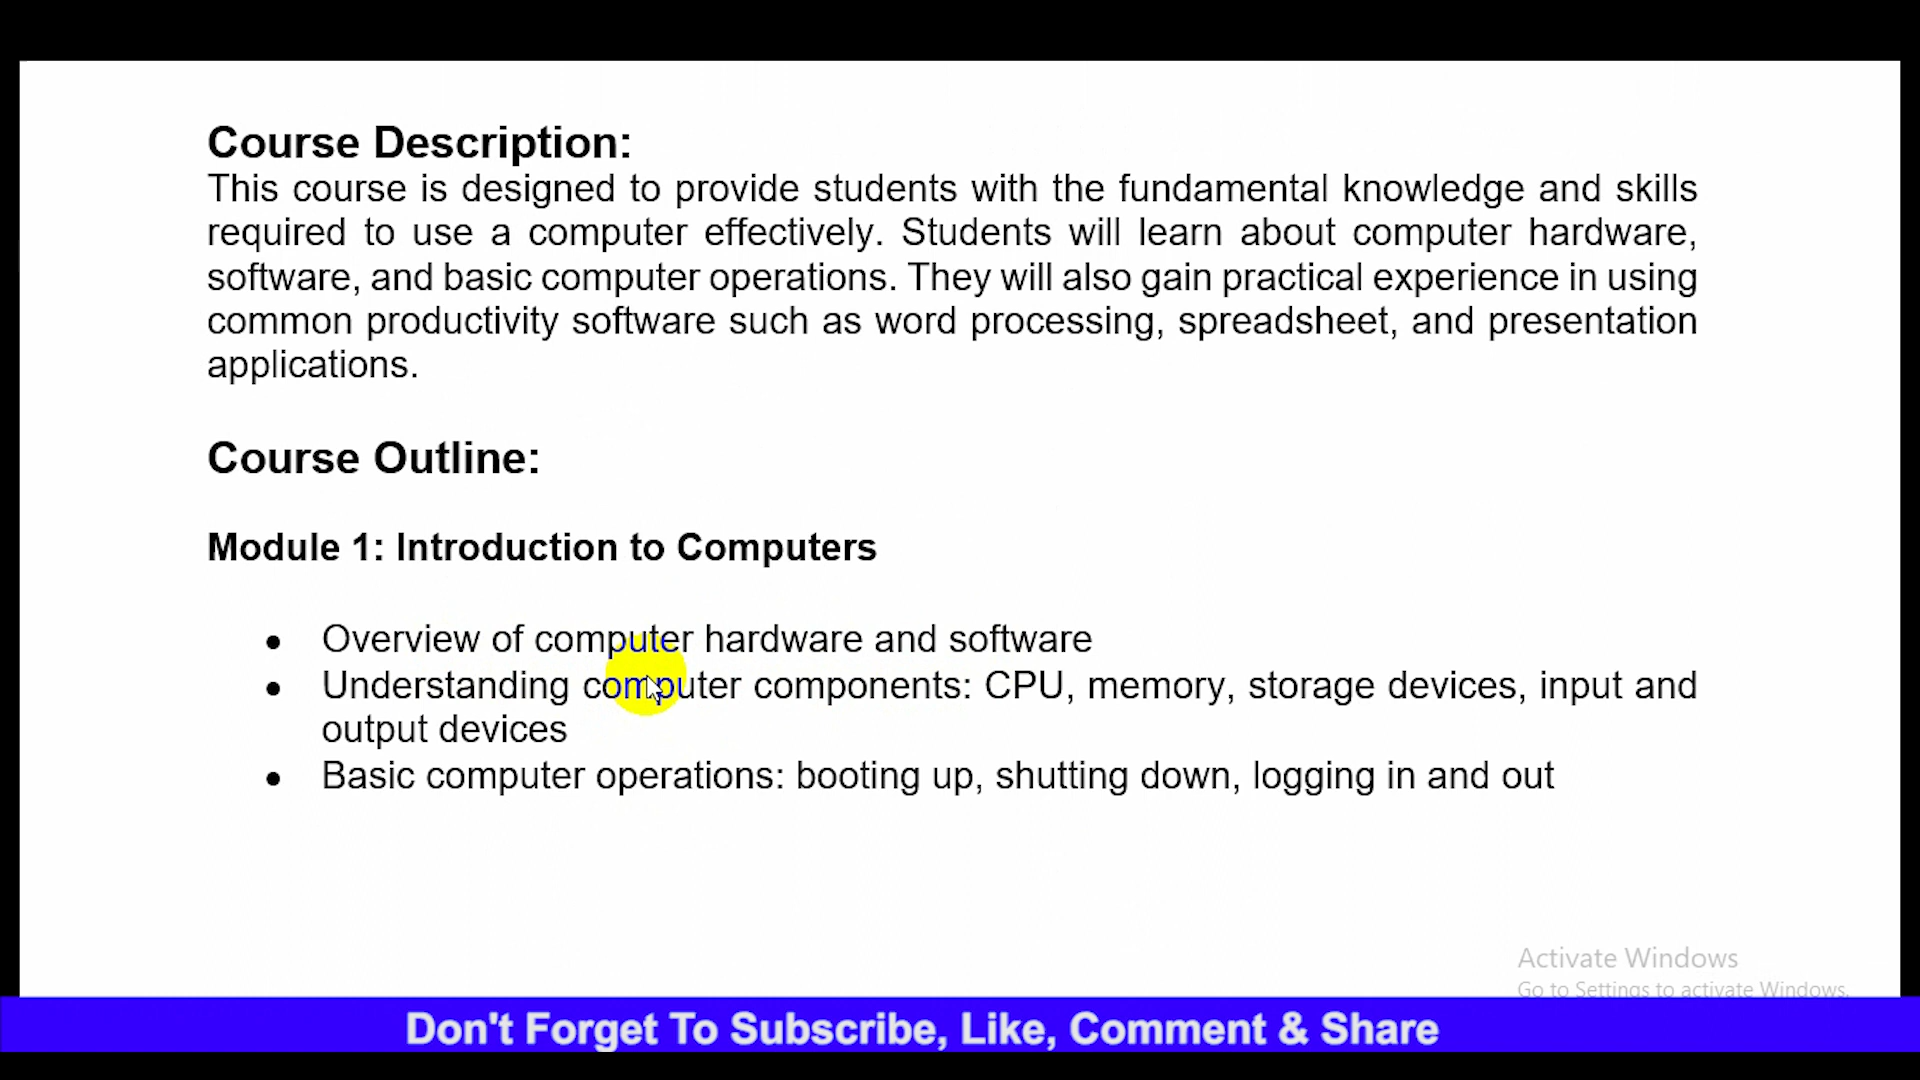 Course Description:
This course is designed to provide students with the fundamental knowledge and skills
required to use a computer effectively. Students will learn about computer hardware,
software, and basic computer operations. They will also gain practical experience in using
common productivity software such as word processing, spreadsheet, and presentation
applications.
Course Outline:
Module 1: Introduction to Computers
• Overview of computer hardware and software
• Understanding computer components: CPU, memory, storage devices, input and
output devices
• Basic computer operations: booting up, shutting down, logging in and out
Activate Windows
Go to Settings to activate Windows.
Don't Forget To Subscribe, Like, Comment & Share